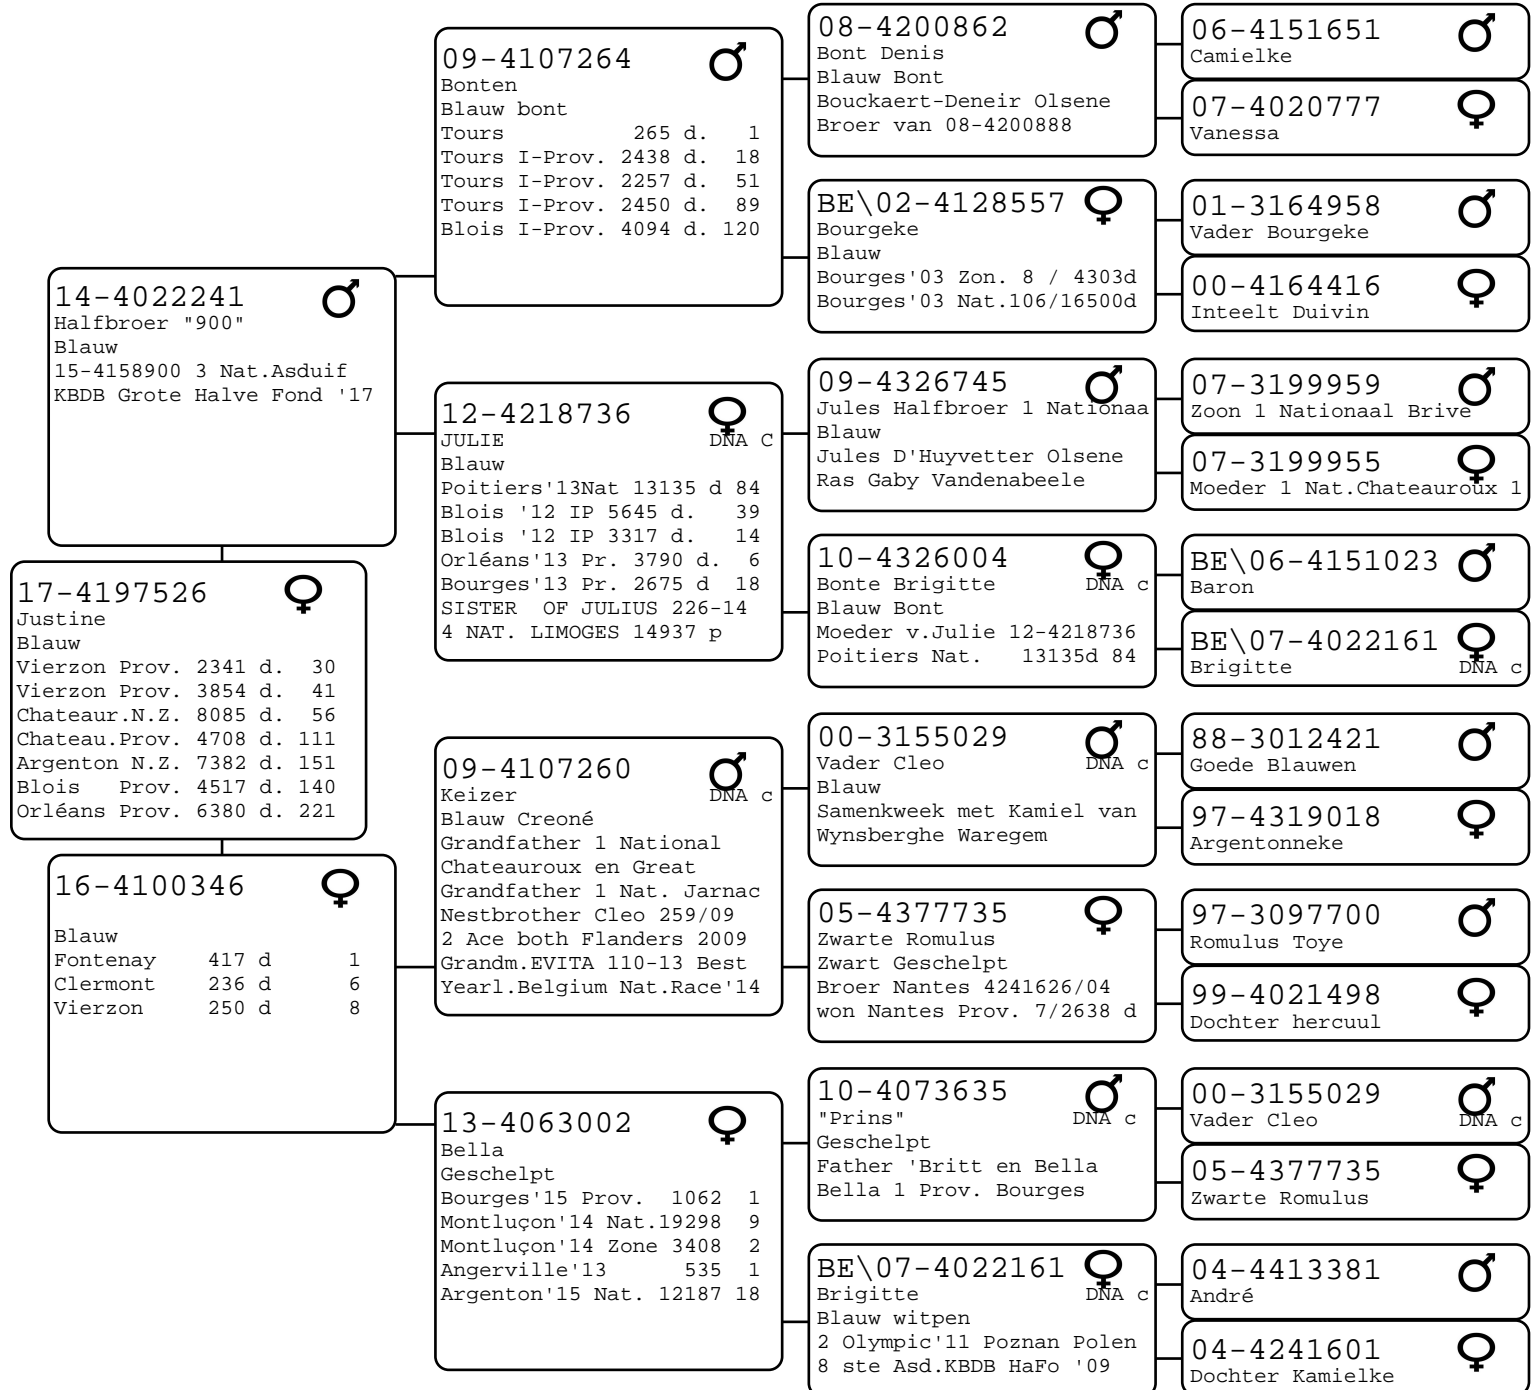 14-4022241
Halfbroer "900"
Blauw
15-4158900 3 Nat.Asduif
KBDB Grote Halve Fond '17
17-4197526
Justine
Blauw
Vierzon Prov. 2341 d. 30
Vierzon Prov. 3854 d. 41
Chateaur.N.Z. 8085 d. 56
Chateau.Prov. 4708 d. 111
Argenton N.Z. 7382 d. 151
Blois Prov. 4517 d. 140
Orléans Prov. 6380 d. 221
16-4100346
Blauw
Fontenay 417 d 1
Clermont 236 d 6
Vierzon 250 d 8
09-4107264
Bonten
Blauw bont
Tours 265 d. 1
Tours I-Prov. 2438 d. 18
Tours I-Prov. 2257 d. 51
Tours I-Prov. 2450 d. 89
Blois I-Prov. 4094 d. 120
12-4218736
JULIE DNA C
Blauw
Poitiers'13Nat 13135 d 84
Blois '12 IP 5645 d. 39
Blois '12 IP 3317 d. 14
Orléans'13 Pr. 3790 d. 6
Bourges'13 Pr. 2675 d 18
SISTER OF JULIUS 226-14
4 NAT. LIMOGES 14937 p
09-4107260
Keizer DNA c
Blauw Creoné
Grandfather 1 National
Chateauroux en Great
Grandfather 1 Nat. Jarnac
Nestbrother Cleo 259/09
2 Ace both Flanders 2009
Grandm.EVITA 110-13 Best
Yearl.Belgium Nat.Race'14
13-4063002
Bella
Geschelpt
Bourges'15 Prov. 1062 1
Montluçon'14 Nat.19298 9
Montluçon'14 Zone 3408 2
Angerville'13 535 1
Argenton'15 Nat. 12187 18
08-4200862
Bont Denis
Blauw Bont
Bouckaert-Deneir Olsene
Broer van 08-4200888
BE\02-4128557
Bourgeke
Blauw
Bourges'03 Zon. 8 / 4303d
Bourges'03 Nat.106/16500d
09-4326745
Jules Halfbroer 1 Nationaa
Blauw
Jules D'Huyvetter Olsene
Ras Gaby Vandenabeele
10-4326004
Bonte Brigitte DNA c
Blauw Bont
Moeder v.Julie 12-4218736
Poitiers Nat. 13135d 84
00-3155029
Vader Cleo DNA c
Blauw
Samenkweek met Kamiel van
Wynsberghe Waregem
05-4377735
Zwarte Romulus
Zwart Geschelpt
Broer Nantes 4241626/04
won Nantes Prov. 7/2638 d
10-4073635
"Prins" DNA c
Geschelpt
Father 'Britt en Bella
Bella 1 Prov. Bourges
BE\07-4022161
Brigitte DNA c
Blauw witpen
2 Olympic'11 Poznan Polen
8 ste Asd.KBDB HaFo '09
06-4151651
Camielke
07-4020777
Vanessa
01-3164958
Vader Bourgeke
00-4164416
Inteelt Duivin
07-3199959
Zoon 1 Nationaal Brive
07-3199955
Moeder 1 Nat.Chateauroux 1
BE\06-4151023
Baron
BE\07-4022161
Brigitte DNA c
88-3012421
Goede Blauwen
97-4319018
Argentonneke
97-3097700
Romulus Toye
99-4021498
Dochter hercuul
00-3155029
Vader Cleo DNA c
05-4377735
Zwarte Romulus
04-4413381
André
04-4241601
Dochter Kamielke